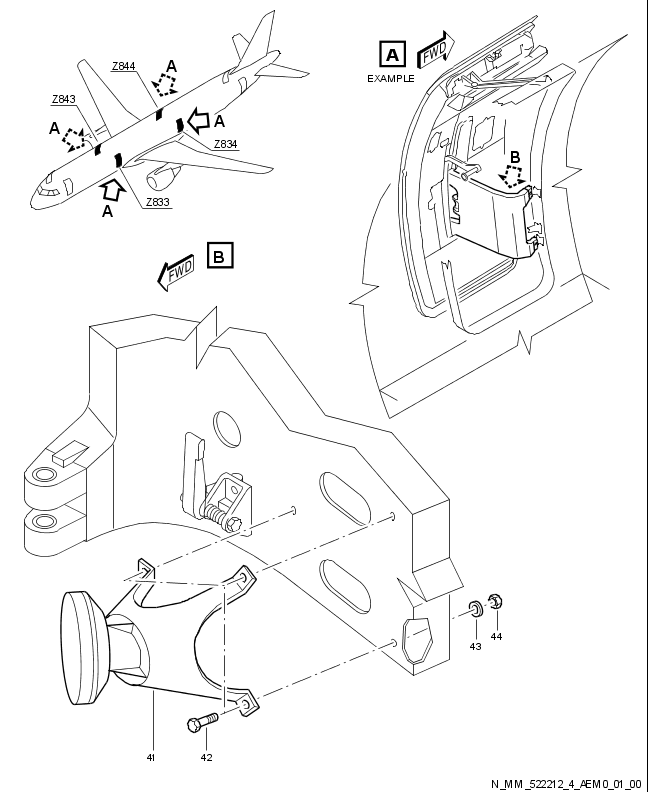 Z844
A
Z843
A
A
Z834
A
Z833
A
FWD
EXAMPLE
B
FWD
B
41
42
43
44
N_MM_522212_4_AEM0_01_00